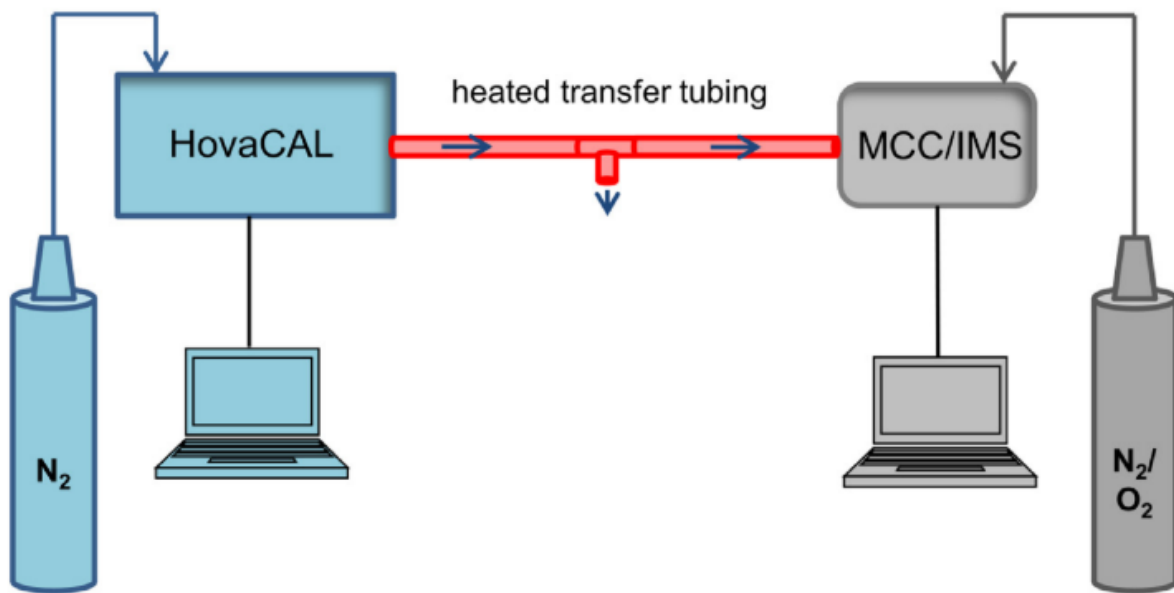 heated transfer tubing
HovaCAL
MCC/IMS
N₂
N₂/
O₂